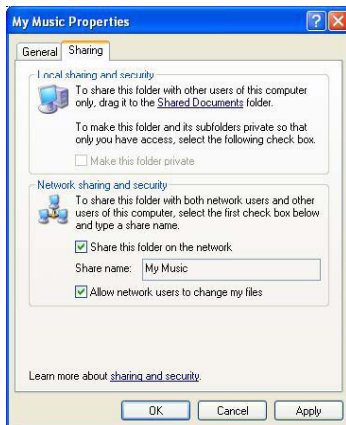 My Music Properties
General Sharing
Local sharing and security
To share this folder with other users of this computer
only, drag it to the Shared Documents folder.
To make this folder and its subfolders private so that
only you have access, select the following check box.
Make this folder private
Network sharing and security
To share this folder with both network users and other
users of this computer, select the first check box below
and type a share name.
Share this folder on the network
Share name: My Music
Allow network users to change my files
Learn more about sharing and security.
OK Cancel Apply